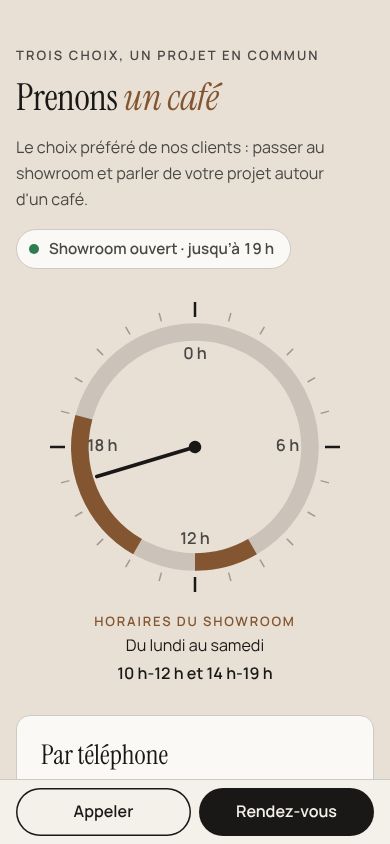 TROIS CHOIX, UN PROJET EN COMMUN
Prenons un café
Le choix préféré de nos clients : passer au
showroom et parler de votre projet autour
d'un café.
Showroom ouvert · jusqu'à 19 h
0 h
18 h
6 h
12 h
HORAIRES DU SHOWROOM
Du lundi au samedi
10 h-12 h et 14 h-19 h
Par téléphone
Appeler
Rendez-vous